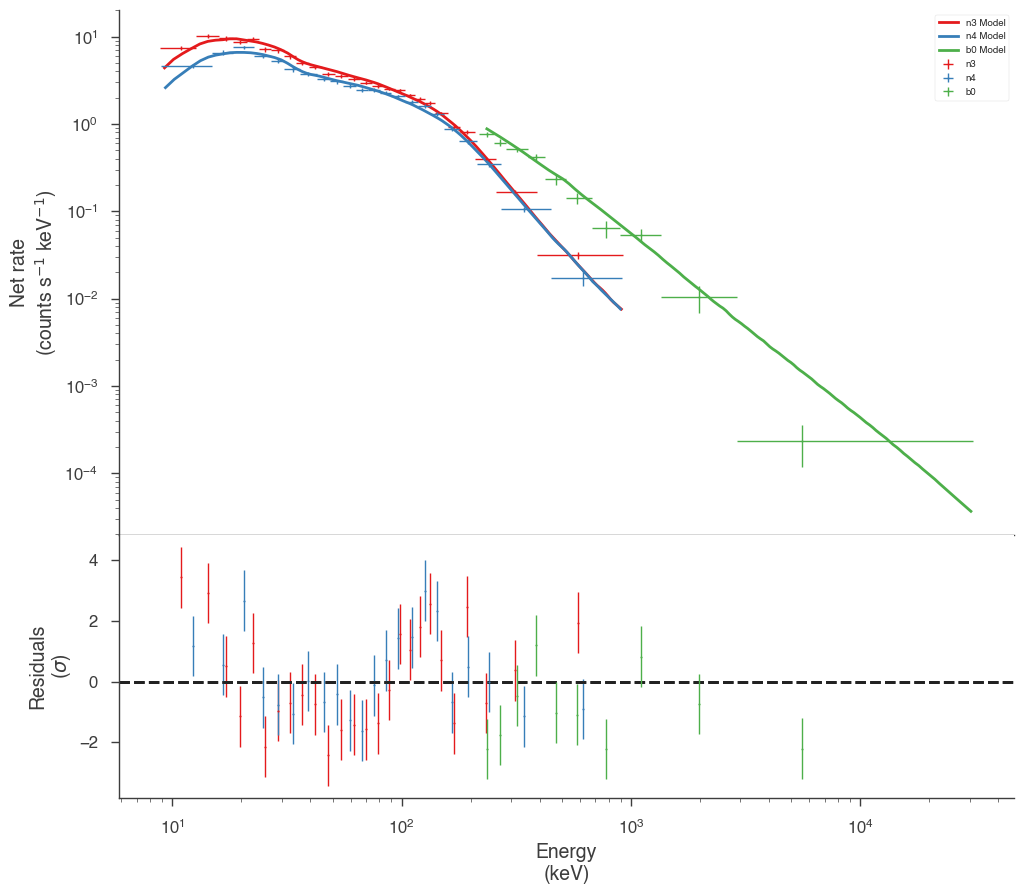 n3 Model
n4 Model
b0 Model
n3
n4
b0
Net rate
(counts s⁻¹ keV⁻¹)
10¹
10⁰
10⁻¹
10⁻²
10⁻³
10⁻⁴
Residuals
(σ)
4
2
0
−2
10¹ 10² 10³ 10⁴
Energy
(keV)